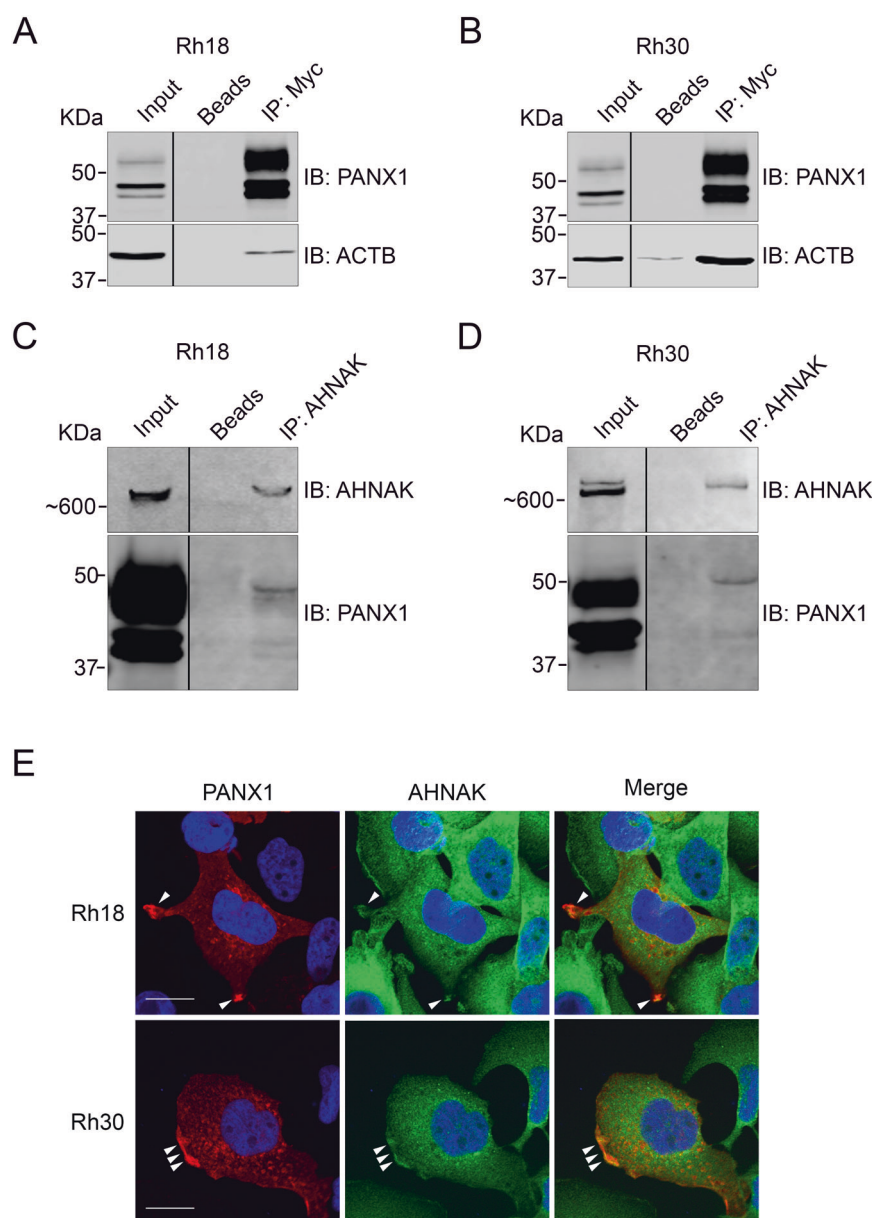 A
Rh18
KDa
Input
Beads
IP: Myc
50
37
IB: PANX1
50
37
IB: ACTB
B
Rh30
KDa
Input
Beads
IP: Myc
50
37
IB: PANX1
50
37
IB: ACTB
C
Rh18
KDa
Input
Beads
IP: AHNAK
~600
IB: AHNAK
50
37
IB: PANX1
D
Rh30
KDa
Input
Beads
IP: AHNAK
~600
IB: AHNAK
50
37
IB: PANX1
E
PANX1 AHNAK Merge
Rh18
Rh30